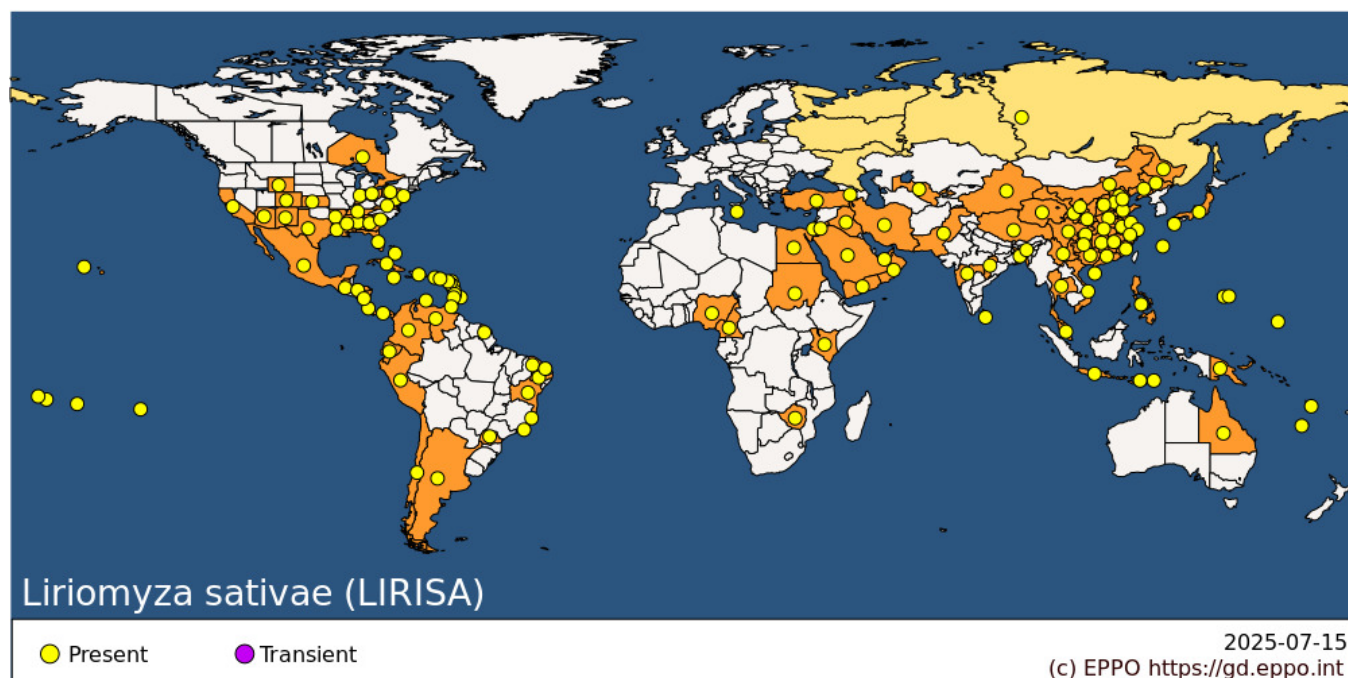 Liriomyza sativae (LIRISA)
Present
Transient
2025-07-15
(c) EPPO https://gd.eppo.int